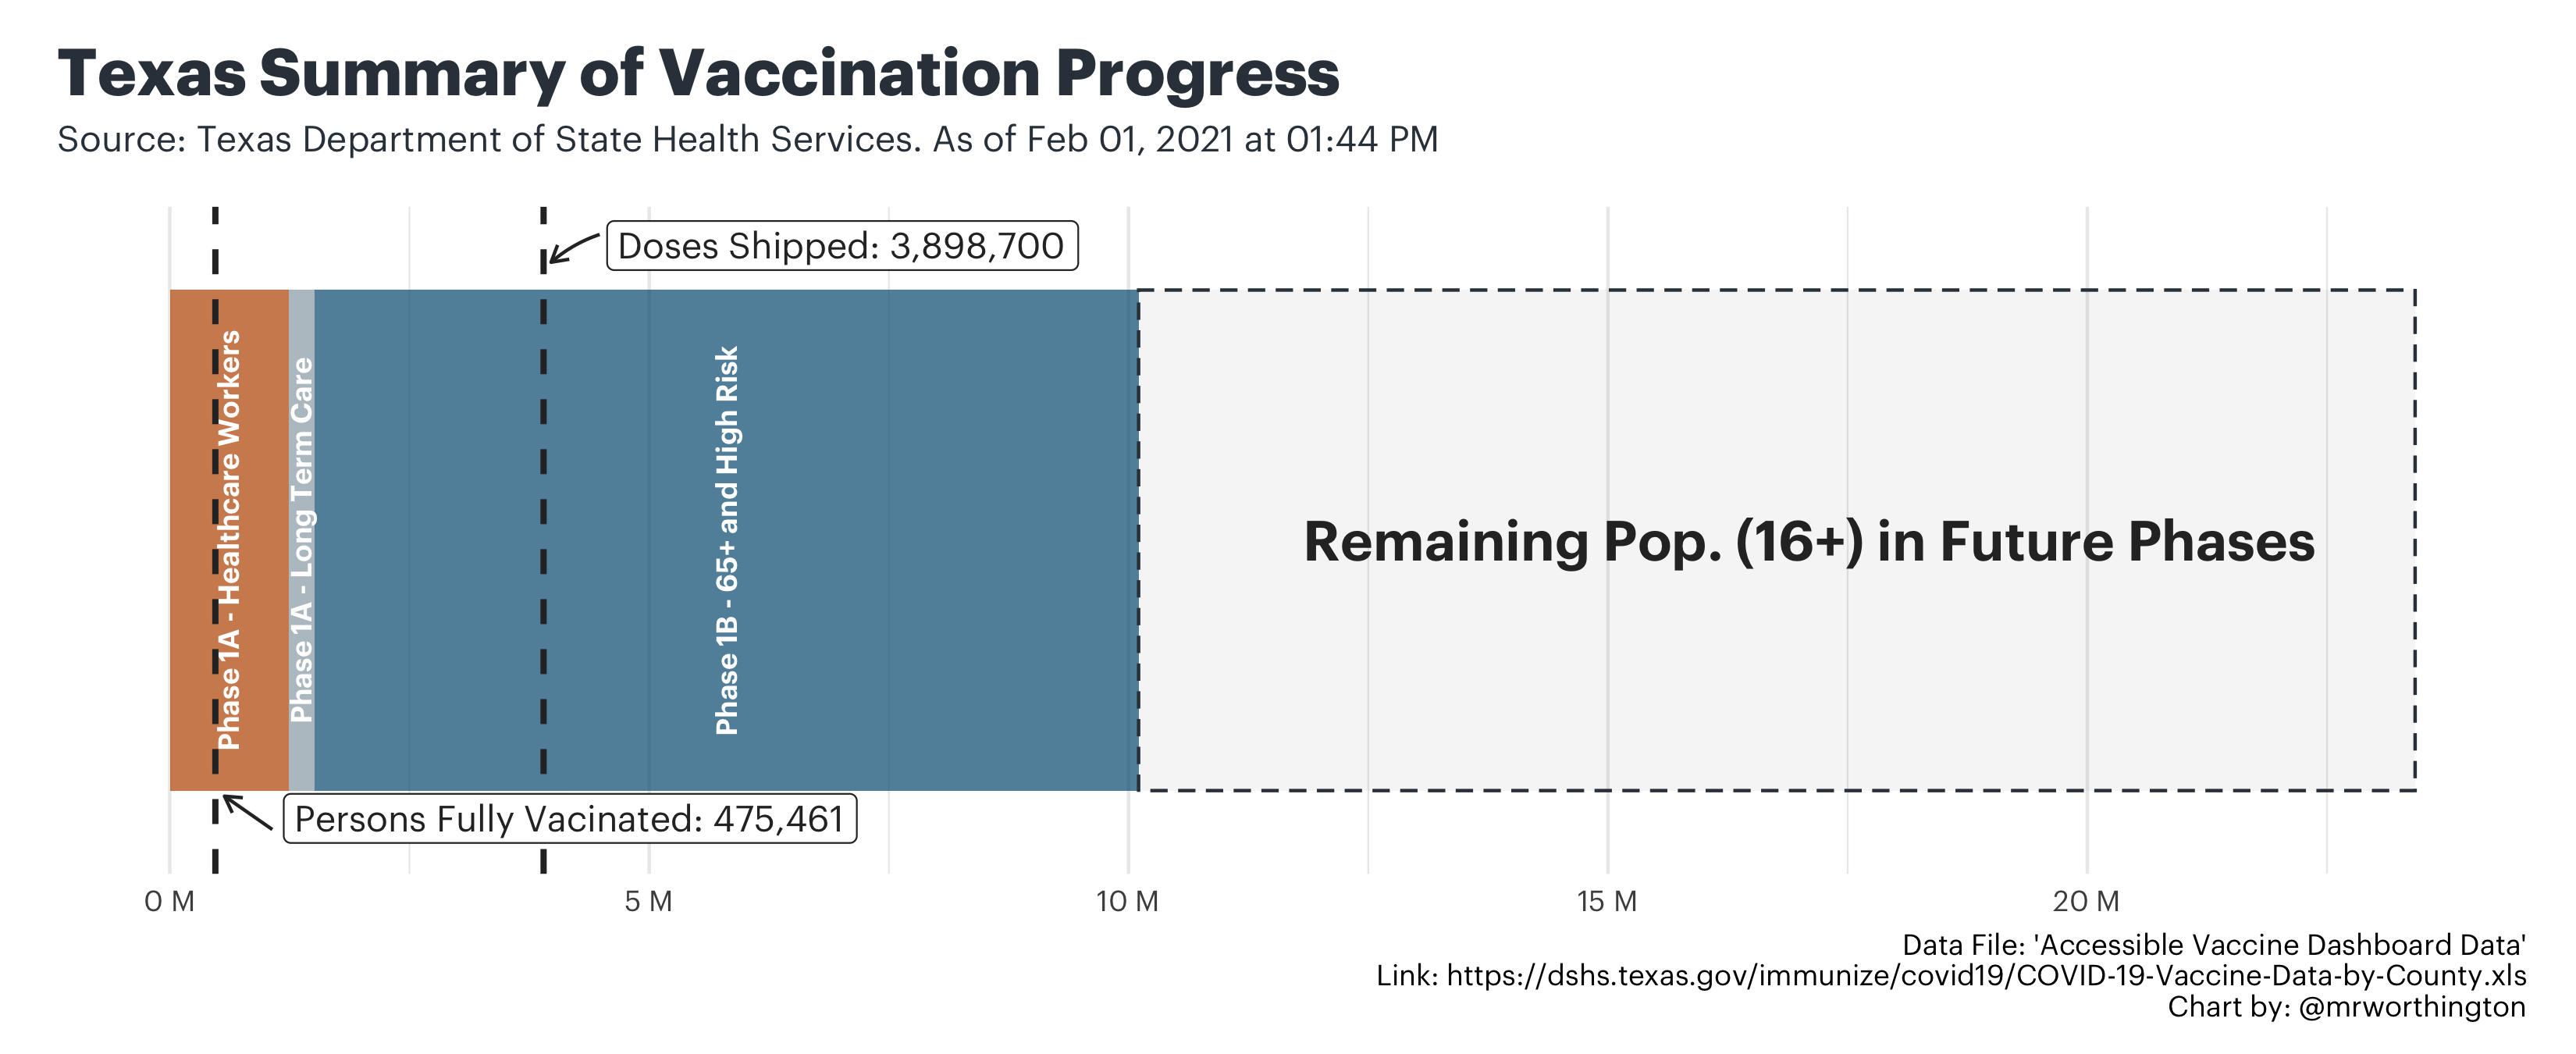 Texas Summary of Vaccination Progress
Source: Texas Department of State Health Services. As of Feb 01, 2021 at 01:44 PM
Doses Shipped: 3,898,700
Phase 1A - Healthcare Workers
Phase 1A - Long Term Care
Phase 1B - 65+ and High Risk
Remaining Pop. (16+) in Future Phases
Persons Fully Vacinated: 475,461
0 M 5 M 10 M 15 M 20 M
Data File: 'Accessible Vaccine Dashboard Data'
Link: https://dshs.texas.gov/immunize/covid19/COVID-19-Vaccine-Data-by-County.xls
Chart by: @mrworthington